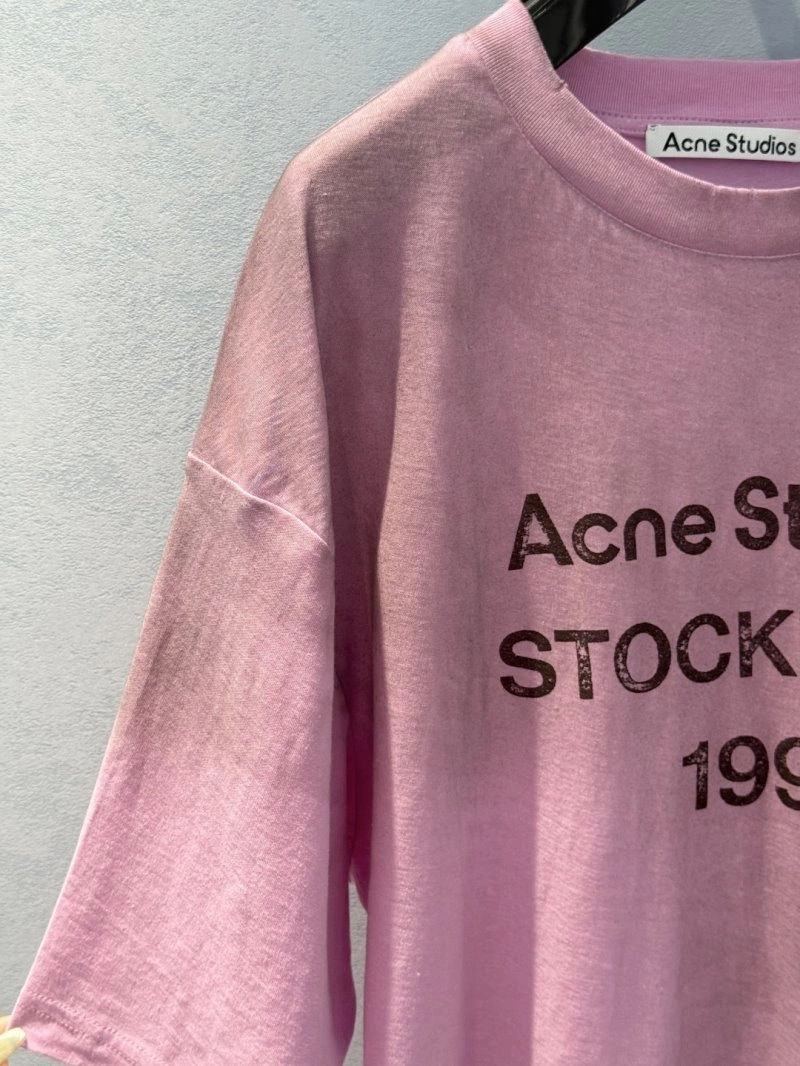 Acne Studios
Acne St
STOCK
199